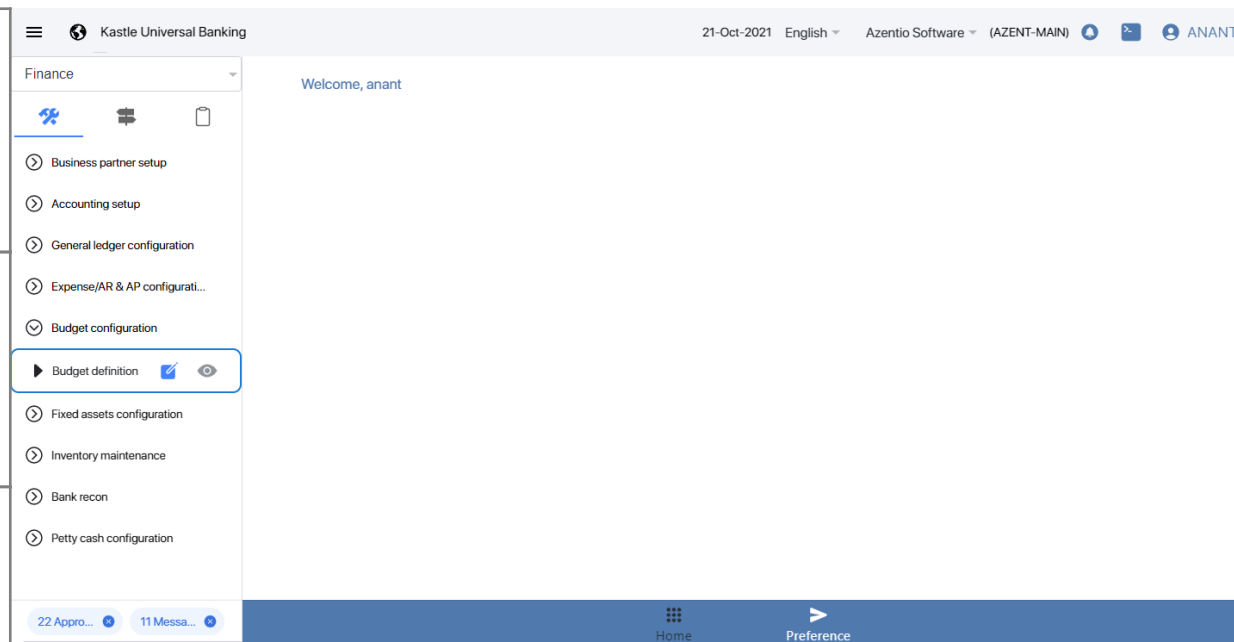 Kastle Universal Banking
21-Oct-2021 English Azentio Software (AZENT-MAIN) ANANT
Finance
Welcome, anant
Business partner setup
Accounting setup
General ledger configuration
Expense/AR & AP configurati...
Budget configuration
Budget definition
Fixed assets configuration
Inventory maintenance
Bank recon
Petty cash configuration
22 Appro... 11 Messa...
Home Preference